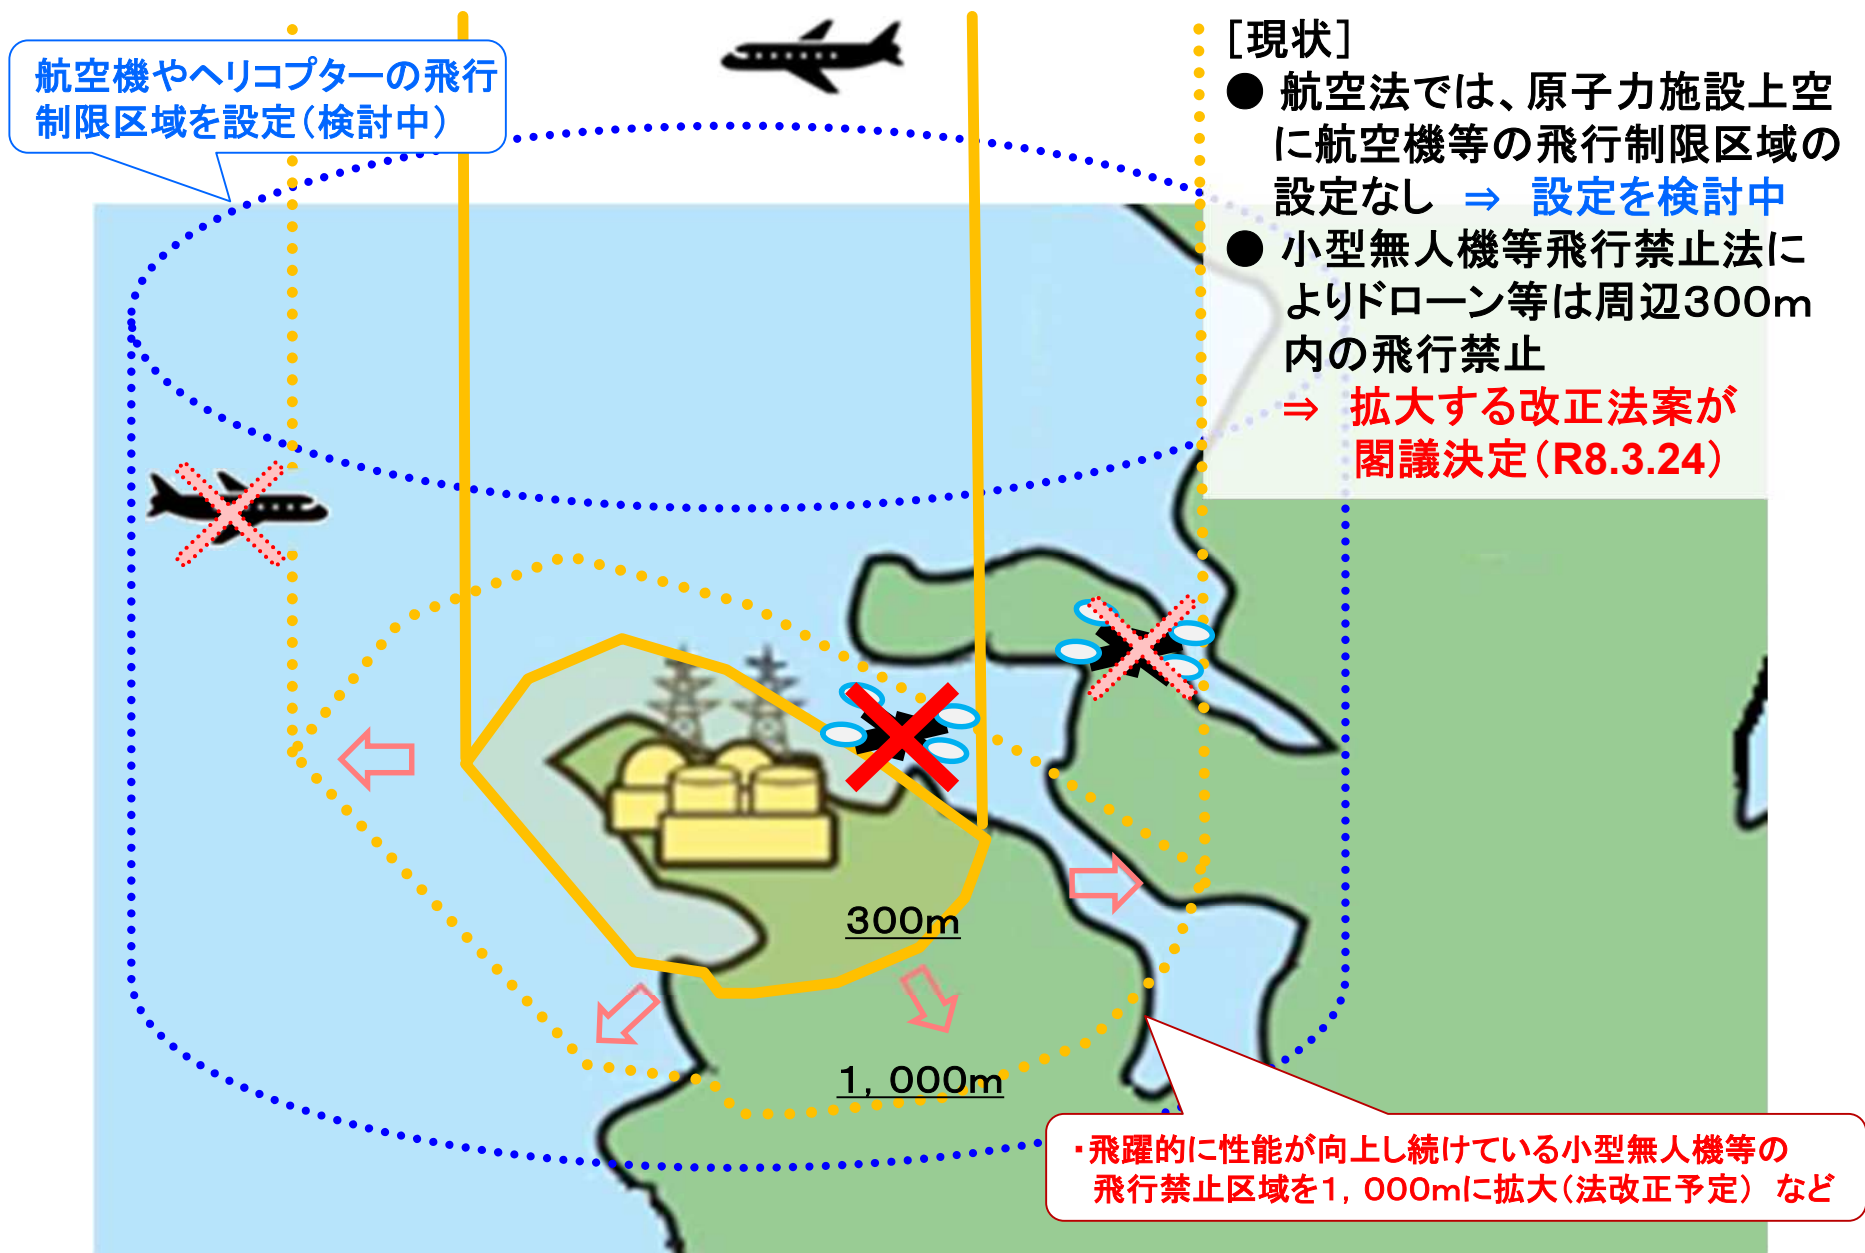 航空機やヘリコプターの飛行
制限区域を設定（検討中）
［現状］
● 航空法では、原子力施設上空
に航空機等の飛行制限区域の
設定なし ⇒ 設定を検討中
● 小型無人機等飛行禁止法に
よりドローン等は周辺300m
内の飛行禁止
⇒ 拡大する改正法案が
閣議決定（R8.3.24）
300m
1，000m
・飛躍的に性能が向上し続けている小型無人機等の
飛行禁止区域を1，000mに拡大（法改正予定） など